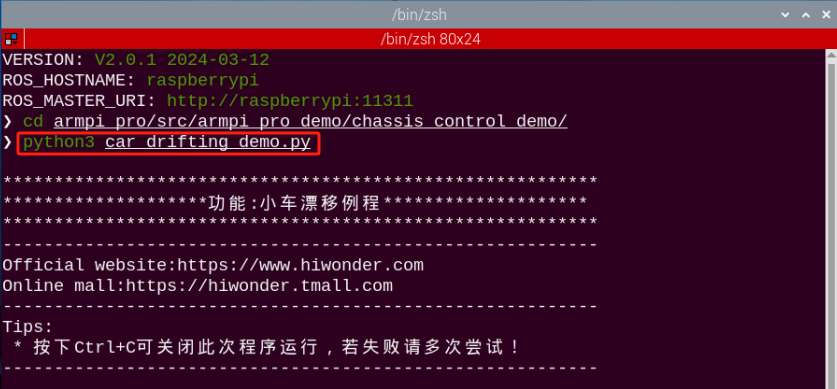 /bin/zsh
/bin/zsh 80x24
VERSION: V2.0.1 2024-03-12
ROS_HOSTNAME: raspberrypi
ROS_MASTER_URI: http://raspberrypi:11311
❯ cd armpi_pro/src/armpi_pro_demo/chassis_control_demo/
❯ python3 car_drifting_demo.py
**********************************************************
********************功能:小车漂移例程********************
**********************************************************
----------------------------------------------------------
Official website:https://www.hiwonder.com
Online mall:https://hiwonder.tmall.com
----------------------------------------------------------
Tips:
* 按下Ctrl+C可关闭此次程序运行，若失败请多次尝试！
----------------------------------------------------------